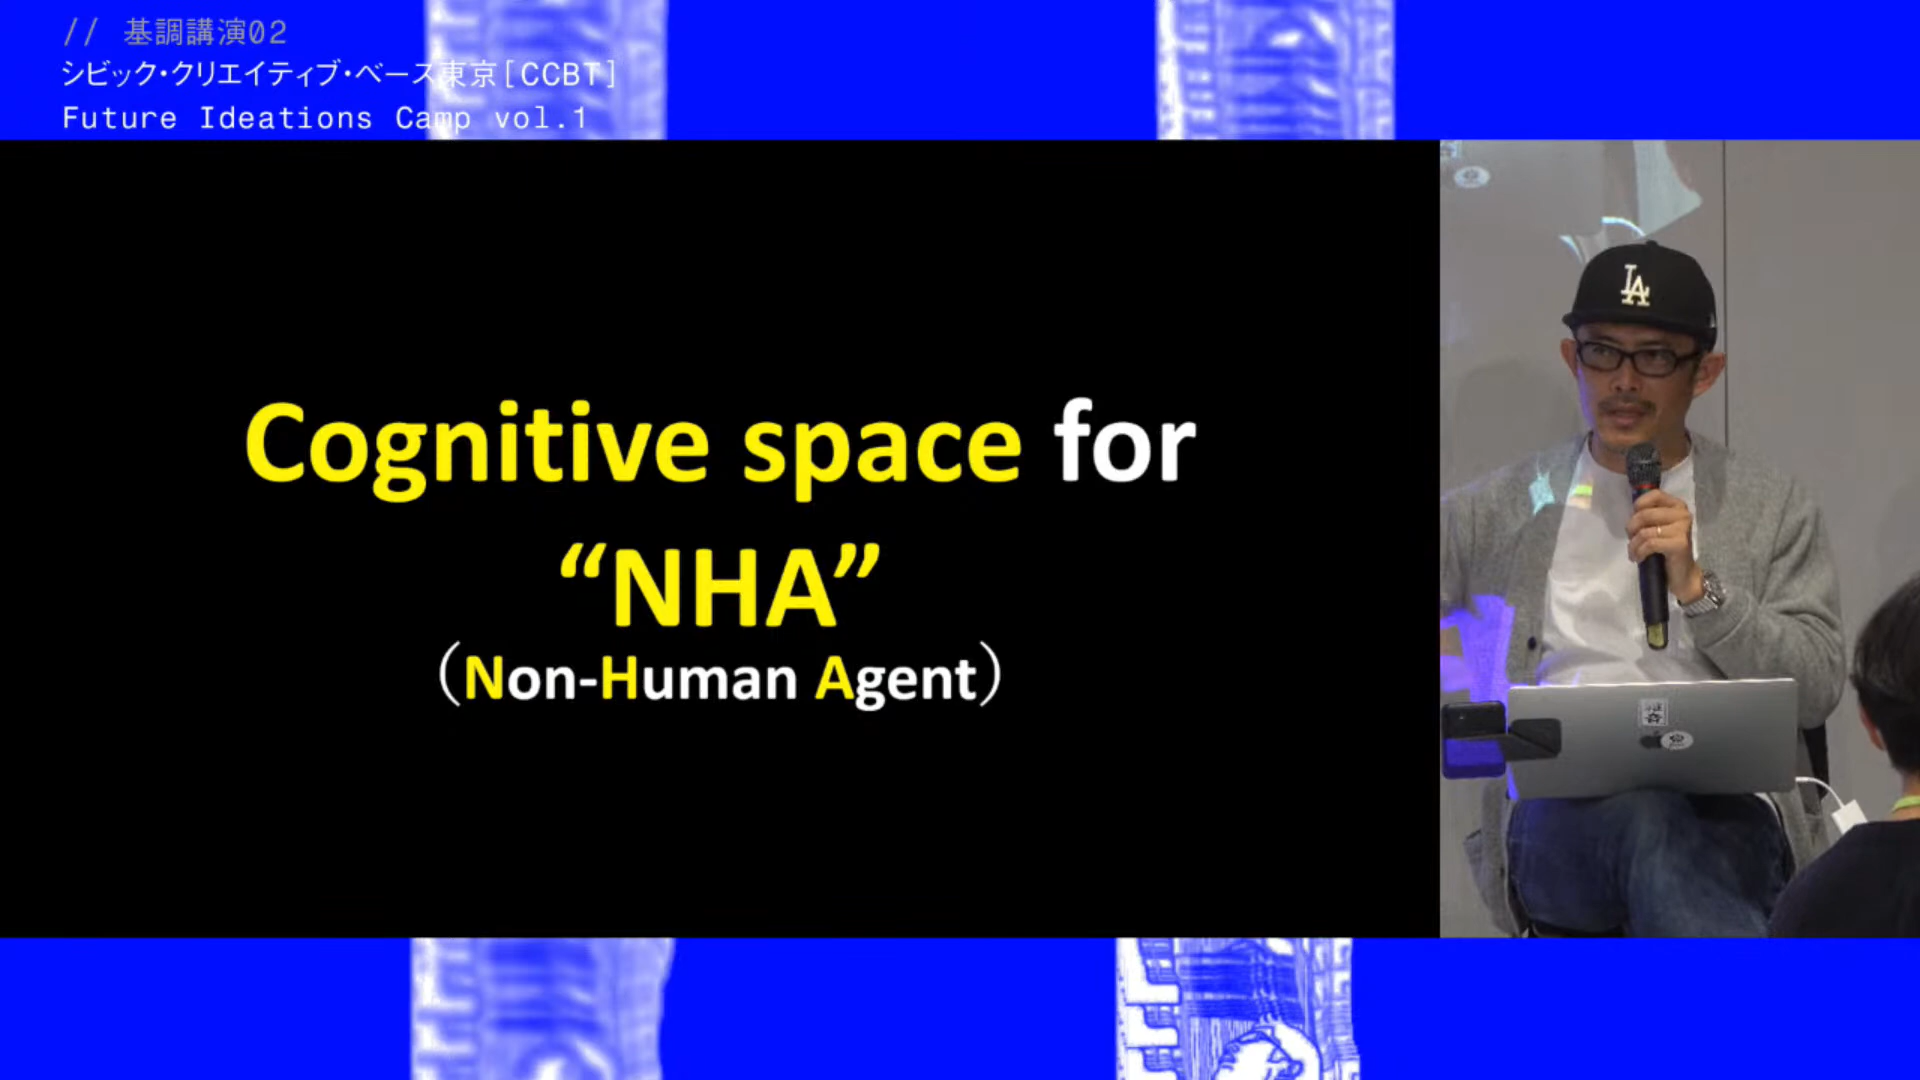 // 基調講演02
シビック・クリエイティブ・ベース東京[CCBT]
Future Ideations Camp vol.1
Cognitive space for
“NHA”
（Non-Human Agent）
LA